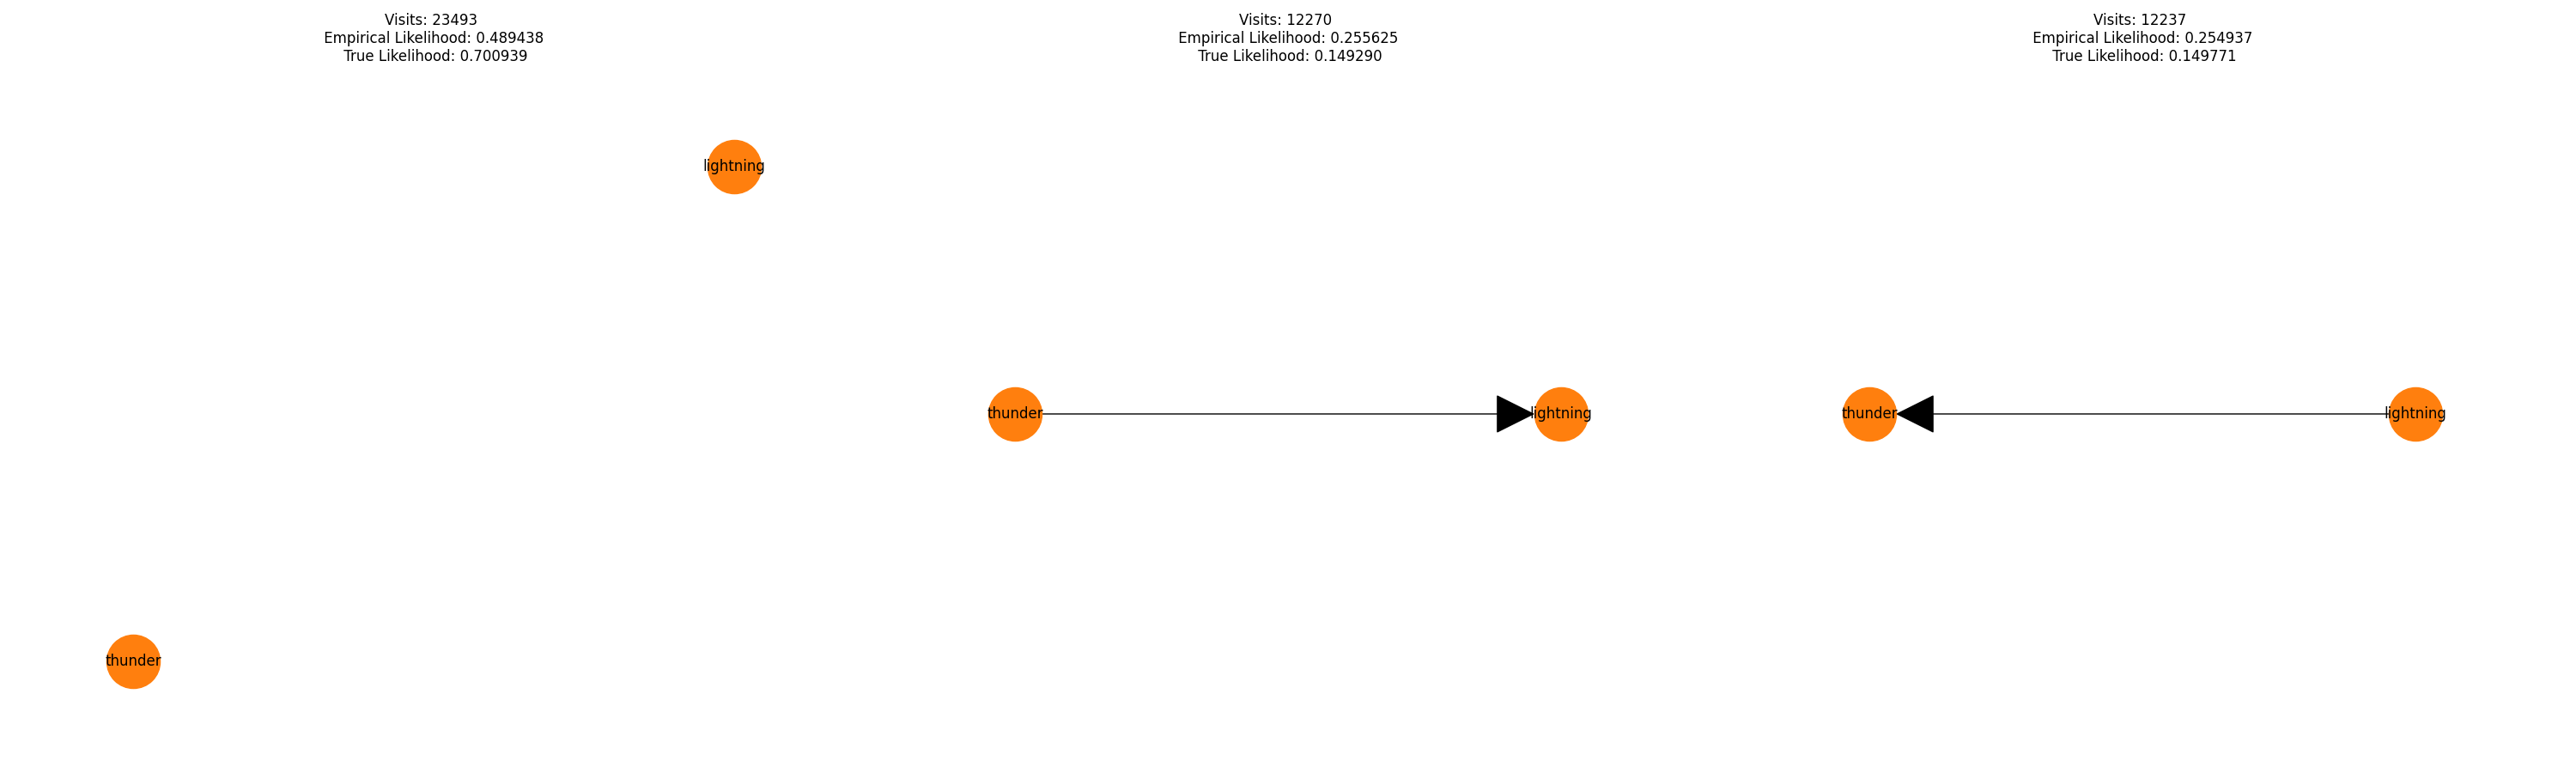 Visits: 23493
Empirical Likelihood: 0.489438
True Likelihood: 0.700939
lightning
thunder
Visits: 12270
Empirical Likelihood: 0.255625
True Likelihood: 0.149290
thunder
lightning
Visits: 12237
Empirical Likelihood: 0.254937
True Likelihood: 0.149771
thunder
lightning